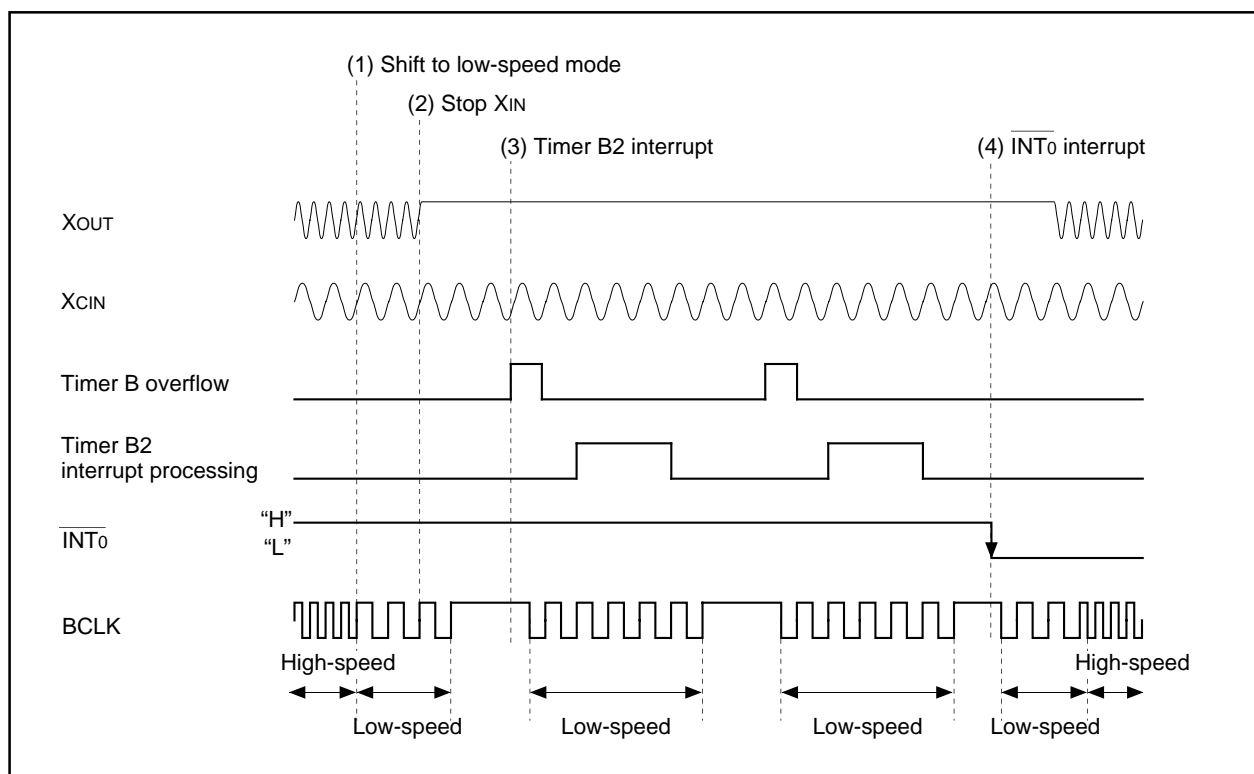 (1) Shift to low-speed mode
(2) Stop XIN
(3) Timer B2 interrupt
(4) INT0 interrupt
XOUT
XCIN
Timer B overflow
Timer B2
interrupt processing
INT0
“H”
“L”
BCLK
High-speed
High-speed
Low-speed
Low-speed
Low-speed
Low-speed